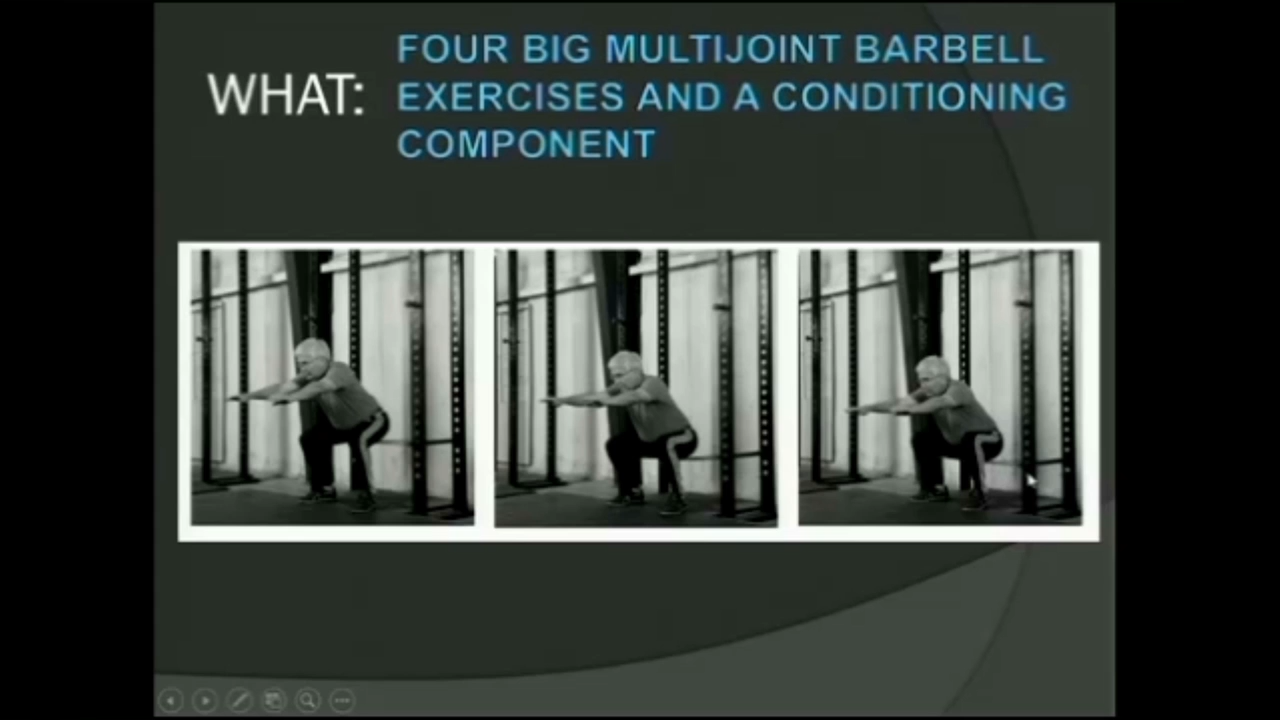 WHAT:
FOUR BIG MULTIJOINT BARBELL
EXERCISES AND A CONDITIONING
COMPONENT